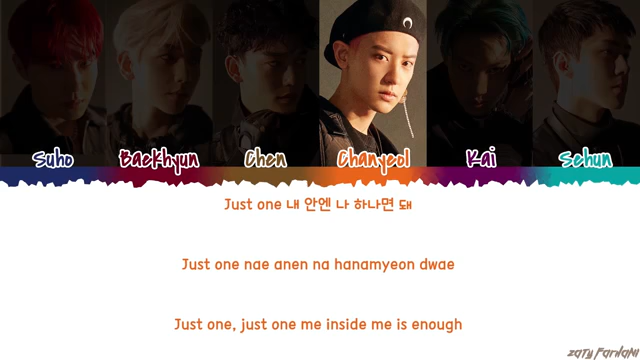 Suho Baekhyun Chen Chanyeol Kai Sehun
Just one 내 안엔 나 하나면 돼
Just one nae anen na hanamyeon dwae
Just one, just one me inside me is enough
Zaty Farhani